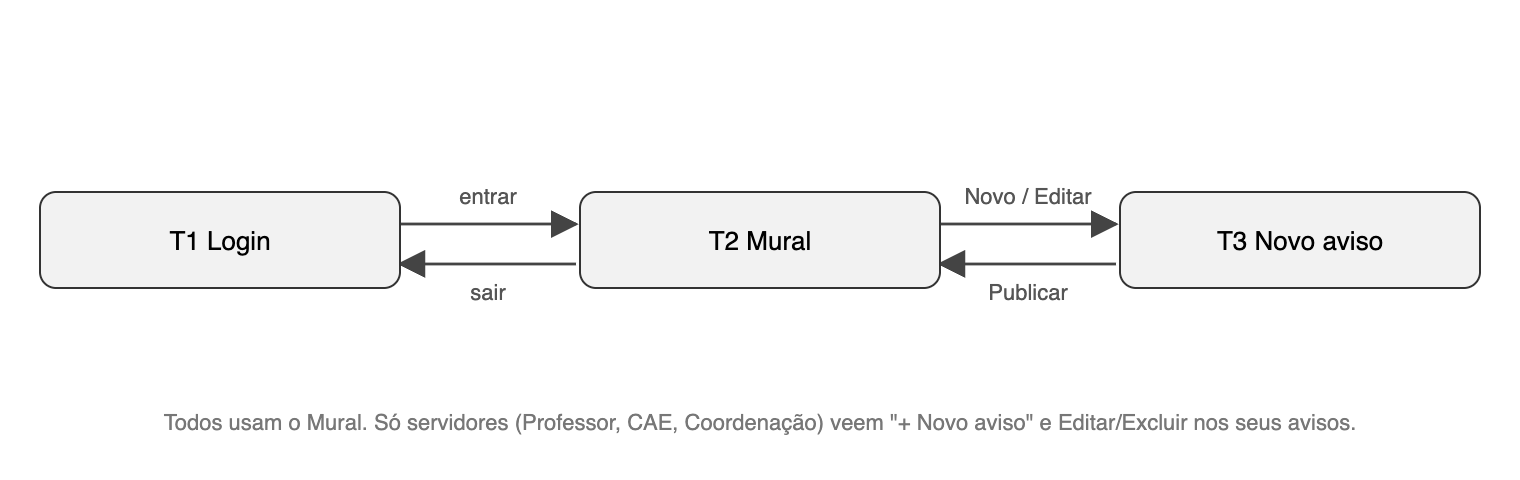 entrar
Novo / Editar
T1 Login
T2 Mural
T3 Novo aviso
sair
Publicar
Todos usam o Mural. Só servidores (Professor, CAE, Coordenação) veem "+ Novo aviso" e Editar/Excluir nos seus avisos.